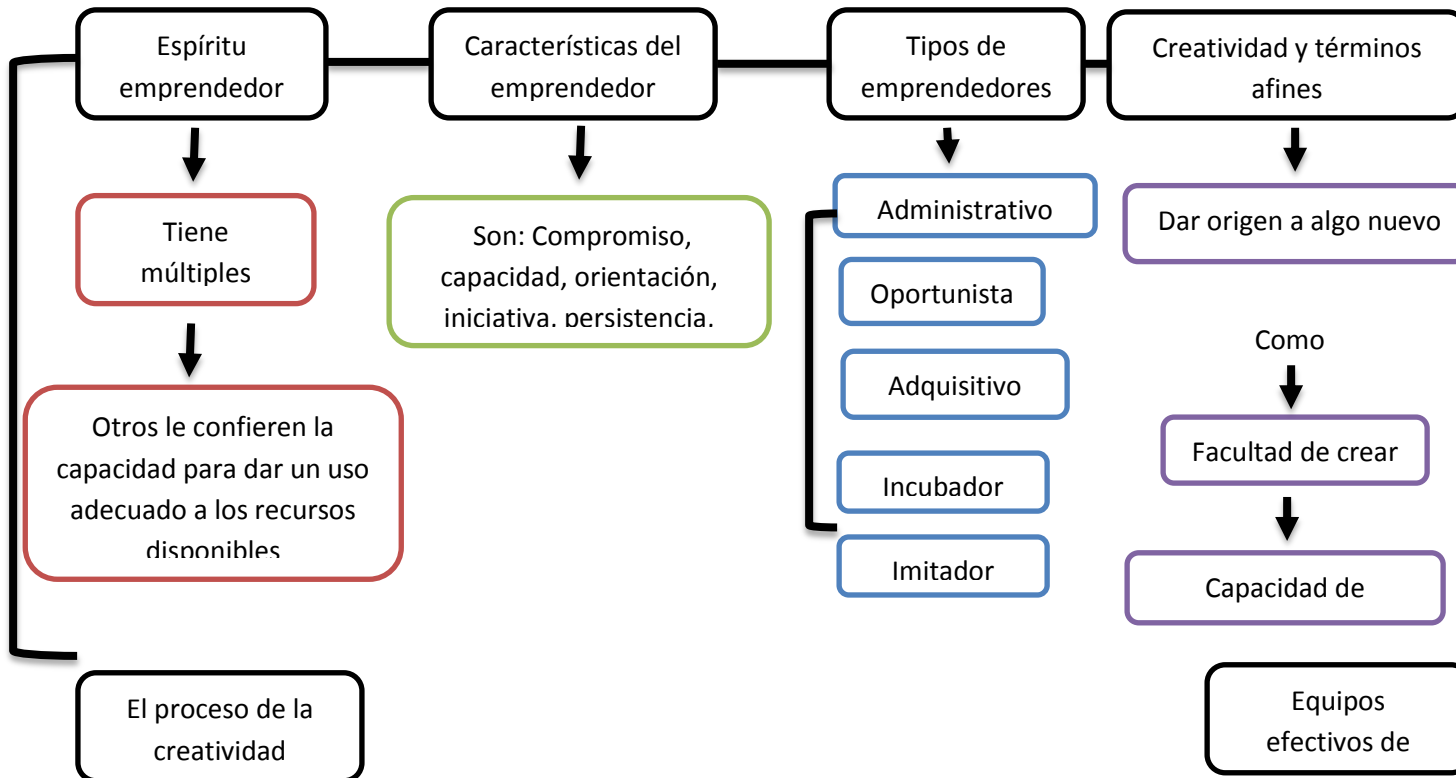 Espíritu
emprendedor
Características del
emprendedor
Tipos de
emprendedores
Creatividad y términos
afines
Tiene
múltiples
Otros le confieren la
capacidad para dar un uso
adecuado a los recursos
disponibles
Son: Compromiso,
capacidad, orientación,
iniciativa, persistencia,
Administrativo
Oportunista
Adquisitivo
Incubador
Imitador
Dar origen a algo nuevo
Como
Facultad de crear
Capacidad de
El proceso de la
creatividad
Equipos
efectivos de